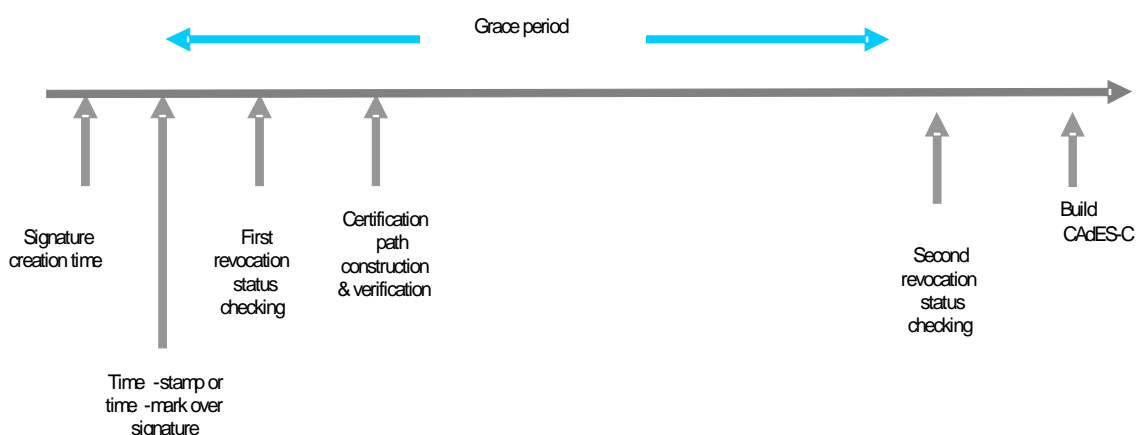 Grace period
Signature
creation time
Time -stamp or
time -mark over
signature
First
revocation
status
checking
Certification
path
construction
& verification
Second
revocation
status
checking
Build
CAdES-C